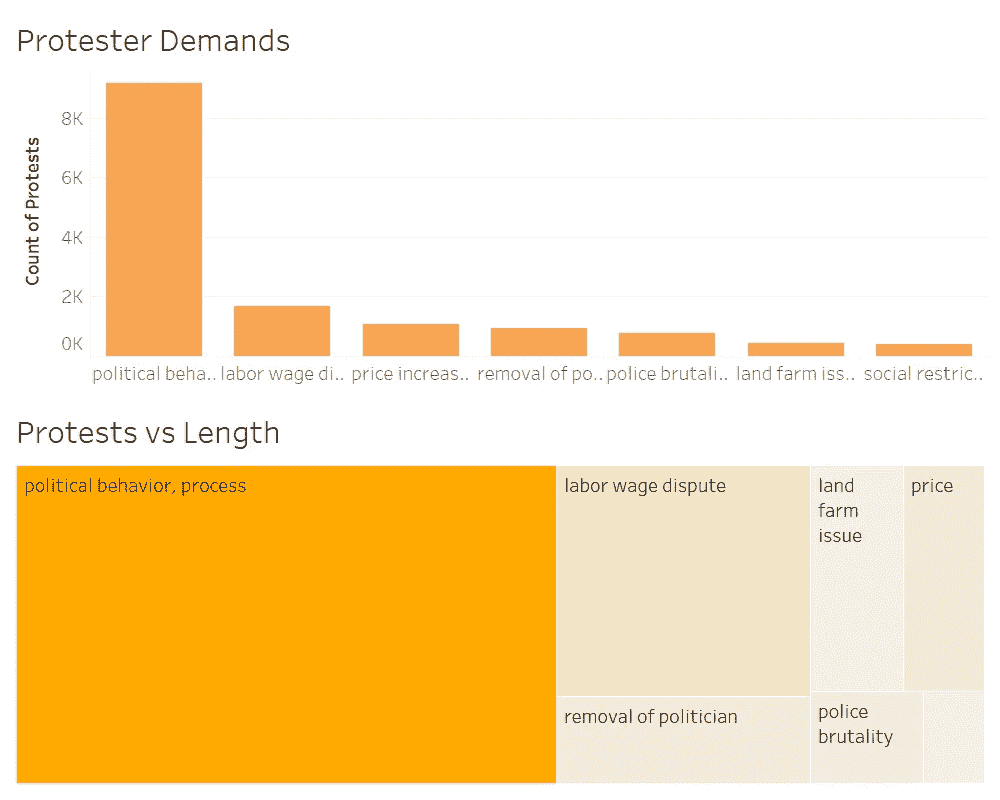 Protester Demands
Count of Protests
8K
6K
4K
2K
0K
political beha.. labor wage di.. price increas.. removal of po.. police brutali.. land farm iss.. social restric..
Protests vs Length
political behavior, process
labor wage dispute
land
farm
issue
price
removal of politician
police
brutality